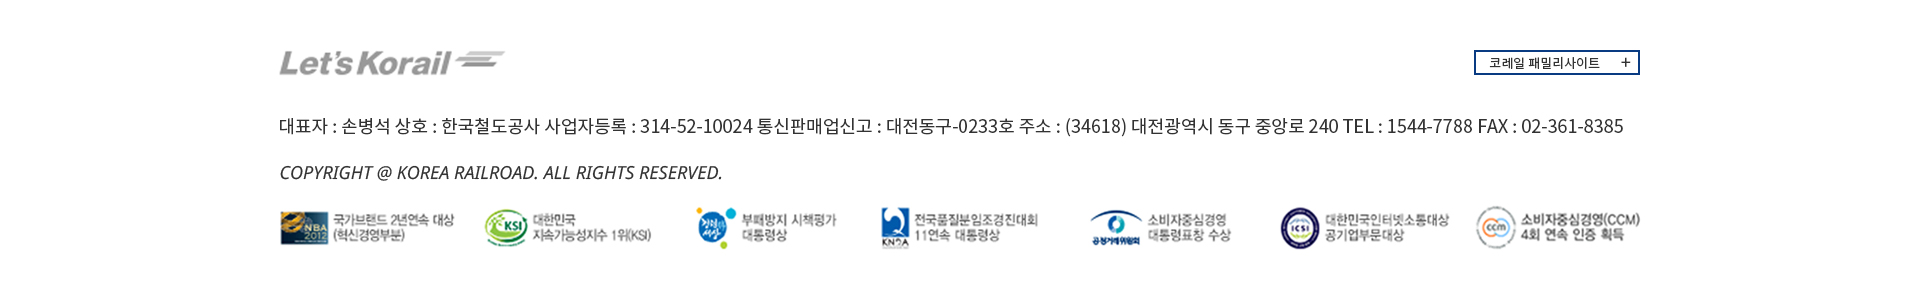 Let's Korail
코레일 패밀리사이트 +
대표자 : 손병석 상호 : 한국철도공사 사업자등록 : 314-52-10024 통신판매업신고 : 대전동구-0233호 주소 : (34618) 대전광역시 동구 중앙로 240 TEL : 1544-7788 FAX : 02-361-8385
COPYRIGHT @ KOREA RAILROAD. ALL RIGHTS RESERVED.
NBA 2012
국가브랜드 2년연속 대상
(혁신경영부분)
KSI
대한민국
지속가능성지수 1위(KSI)
청렴한 세상
부패방지 시책평가
대통령상
KNQA
전국품질분임조경진대회
11연속 대통령상
공정거래위원회
소비자중심경영
대통령표창 수상
ICSI
대한민국인터넷소통대상
공기업부문대상
ccm
소비자중심경영(CCM)
4회 연속 인증 획득